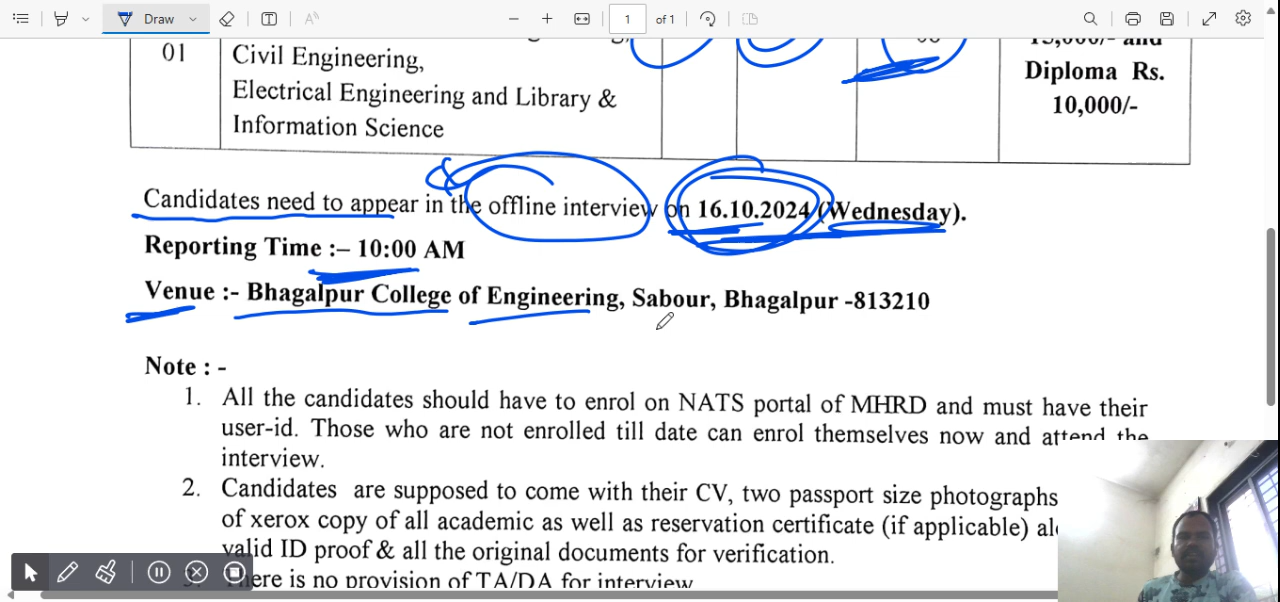 Draw
1 of 1
01
Civil Engineering,
Electrical Engineering and Library &
Information Science
and
Diploma Rs.
10,000/-
Candidates need to appear in the offline interview on 16.10.2024 (Wednesday).
Reporting Time :– 10:00 AM
Venue :- Bhagalpur College of Engineering, Sabour, Bhagalpur -813210
Note : -
1. All the candidates should have to enrol on NATS portal of MHRD and must have their
user-id. Those who are not enrolled till date can enrol themselves now and attend the
interview.
2. Candidates are supposed to come with their CV, two passport size photographs
of xerox copy of all academic as well as reservation certificate (if applicable)
valid ID proof & all the original documents for verification.
here is no provision of TA/DA for interview